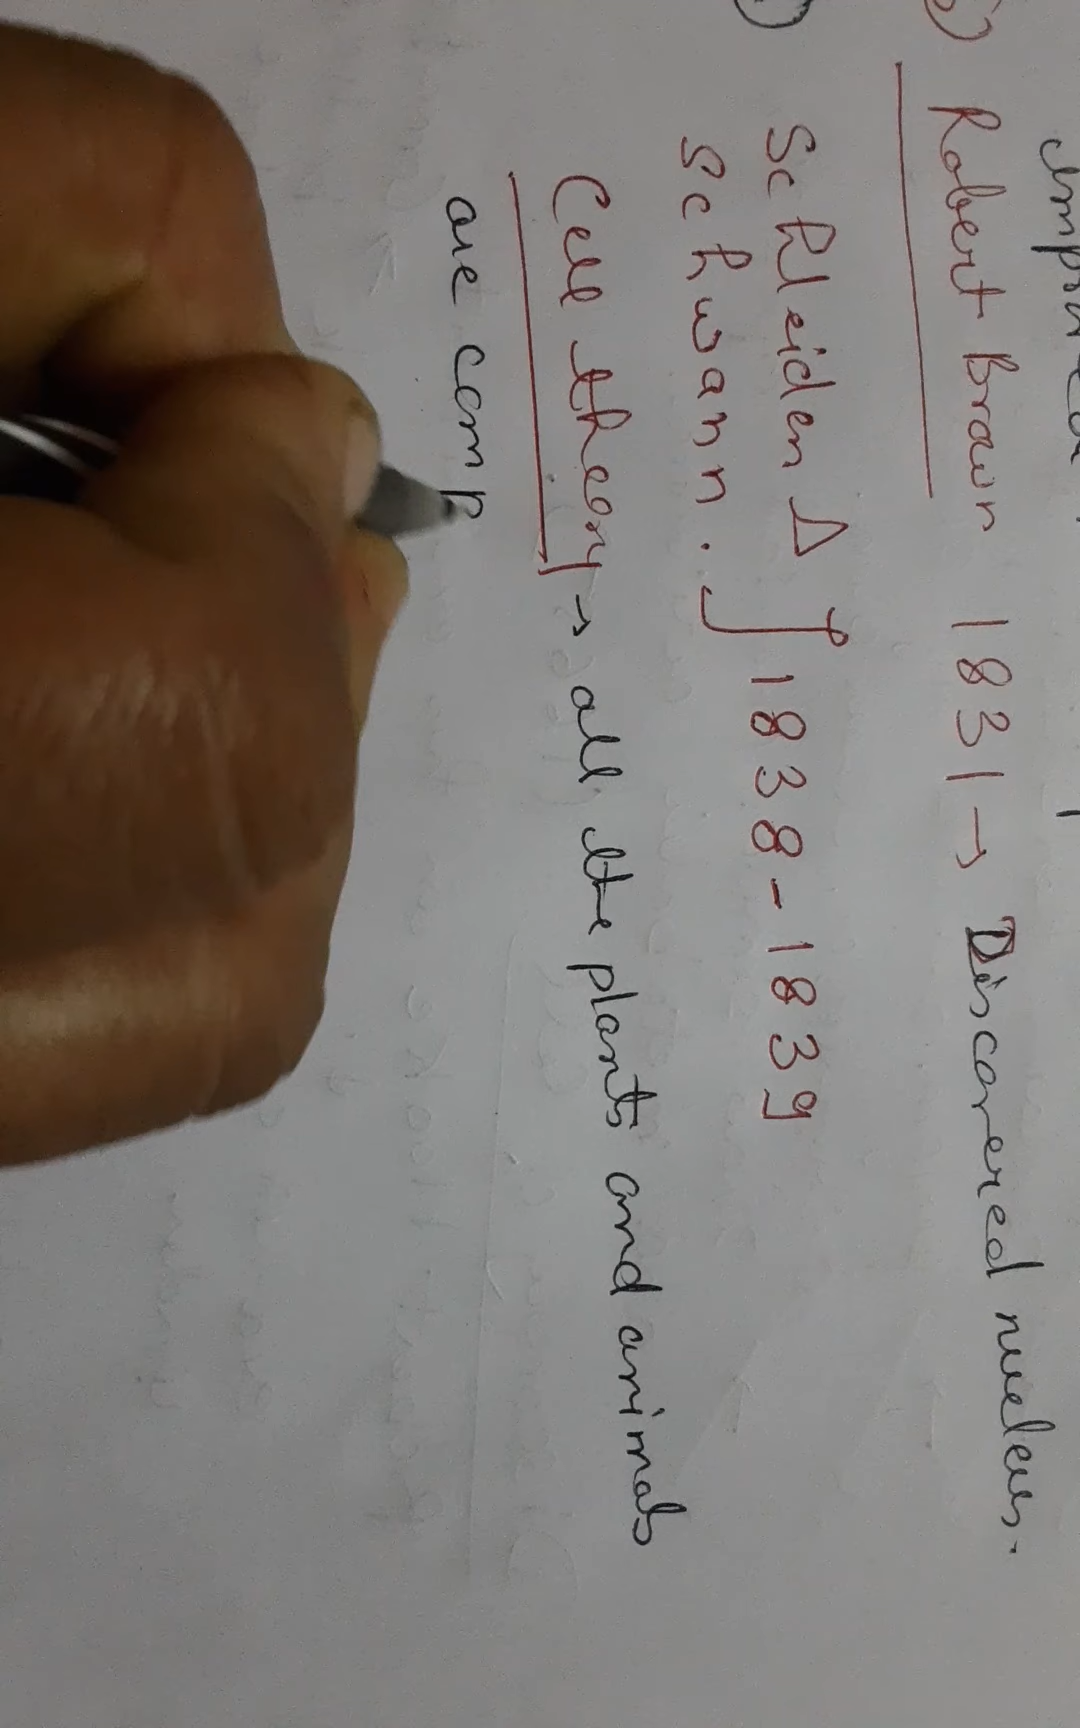 Robert Brown 1831 → Discovered nucleus.
Schleiden &
Schwann. 1838-1839
Cell theory → all the plants and animals
are comp